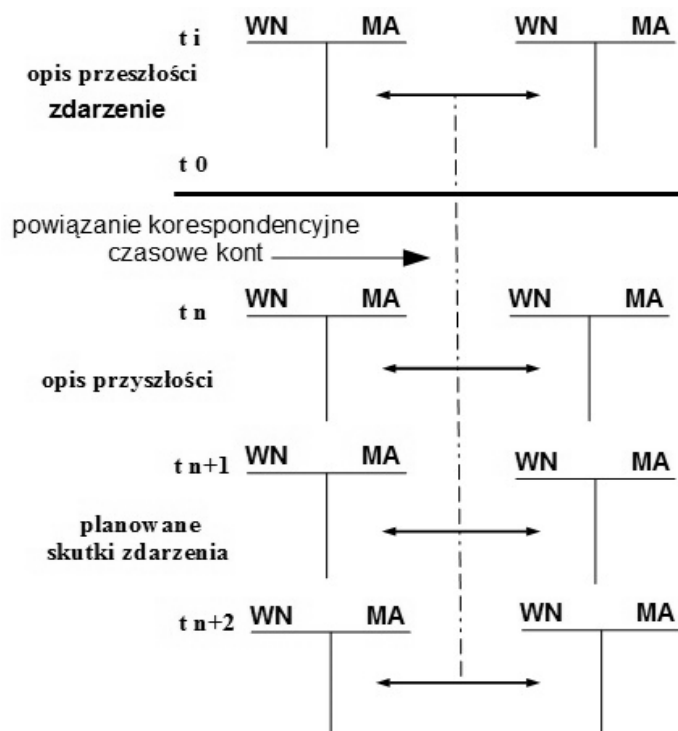 t i WN MA WN MA
opis przeszłości
zdarzenie
t 0
powiązanie korespondencyjne
czasowe kont
t n WN MA WN MA
opis przyszłości
t n+1 WN MA WN MA
planowane
skutki zdarzenia
t n+2 WN MA WN MA